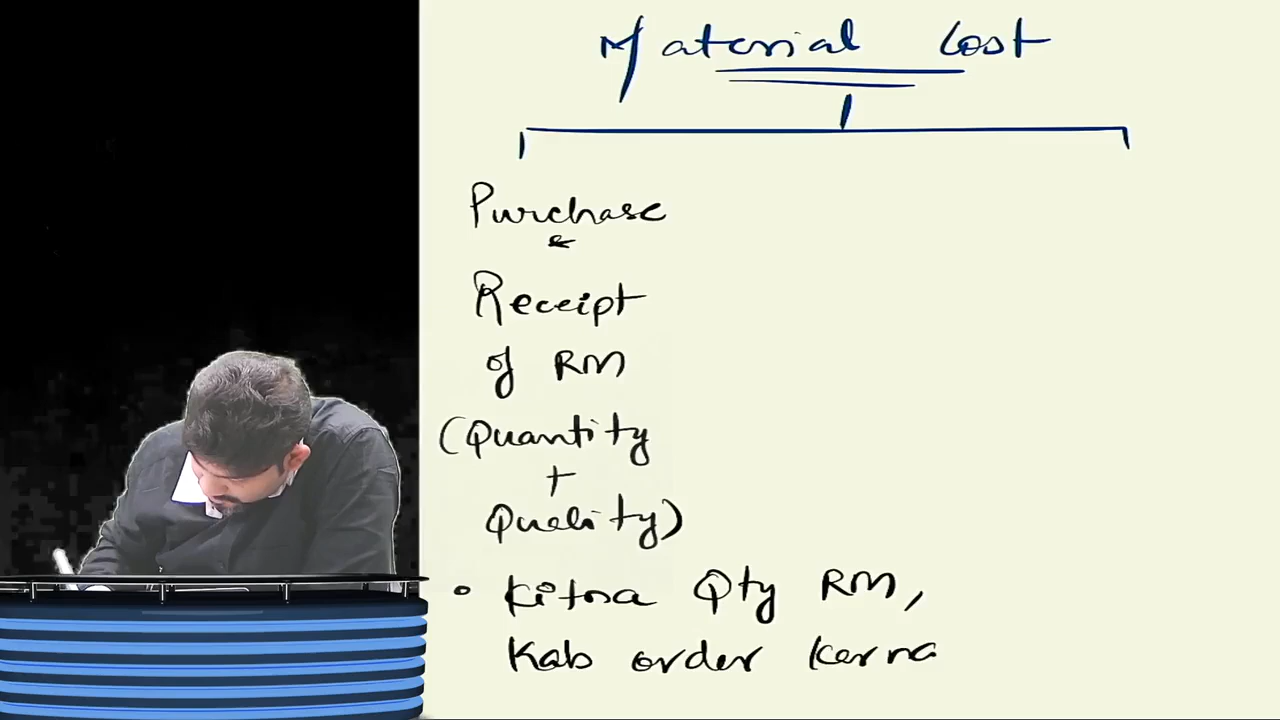 Material Cost
Purchase
&
Receipt
of RM
(Quantity
+
Quality)
• Kitna Qty RM,
Kab order karna